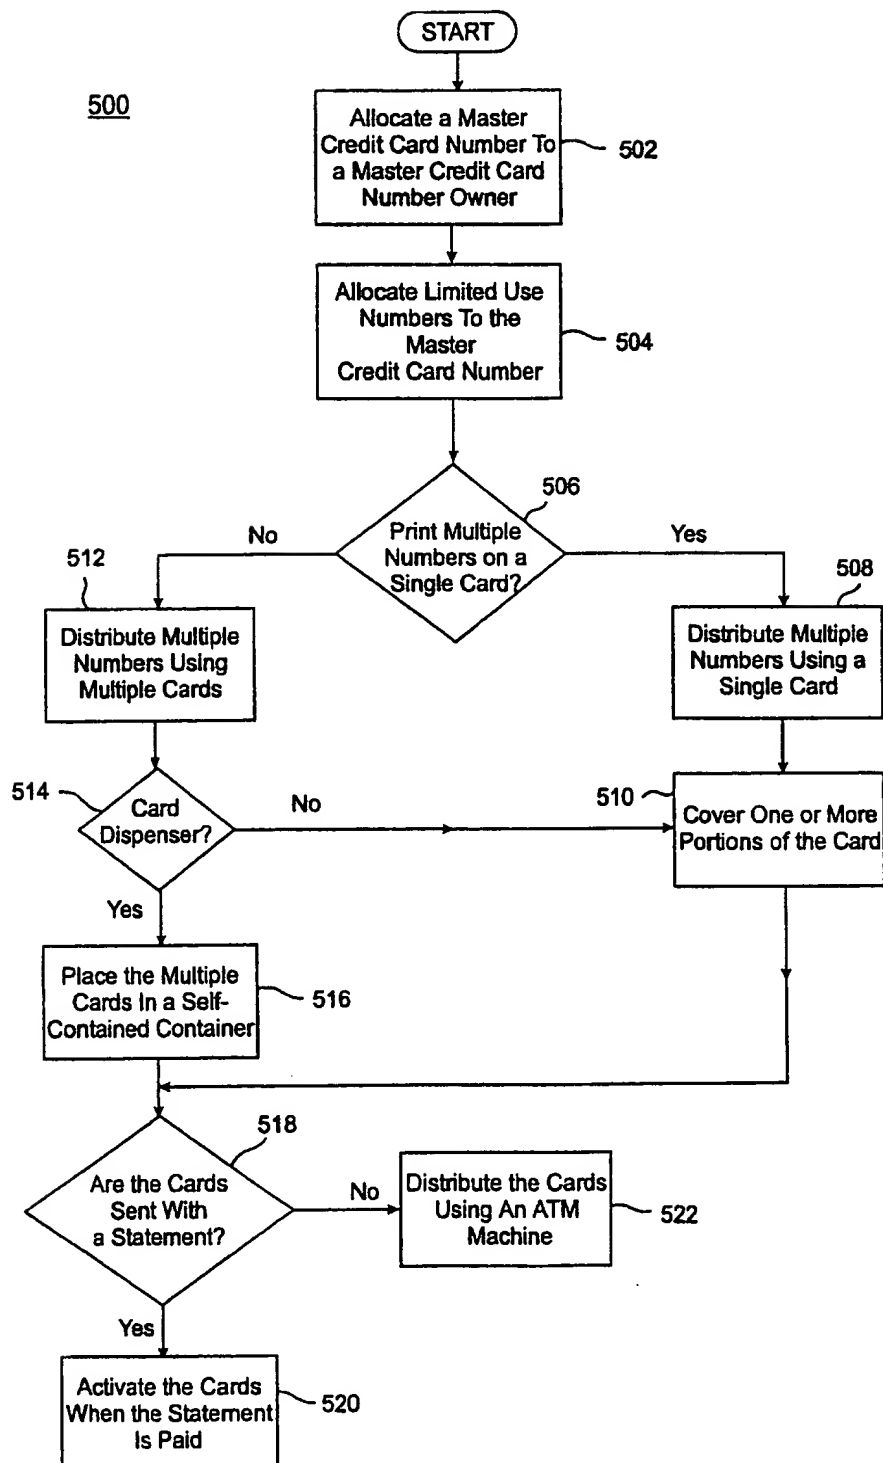 START
500
Allocate a Master
Credit Card Number To
a Master Credit Card
Number Owner
502
Allocate Limited Use
Numbers To the
Master
Credit Card Number
504
506
Print Multiple
Numbers on a
Single Card?
No
Yes
512
Distribute Multiple
Numbers Using
Multiple Cards
508
Distribute Multiple
Numbers Using a
Single Card
514
Card
Dispenser?
No
510
Cover One or More
Portions of the Card
Yes
Place the Multiple
Cards In a Self-
Contained Container
516
518
Are the Cards
Sent With
a Statement?
No
Distribute the Cards
Using An ATM
Machine
522
Yes
Activate the Cards
When the Statement
Is Paid
520